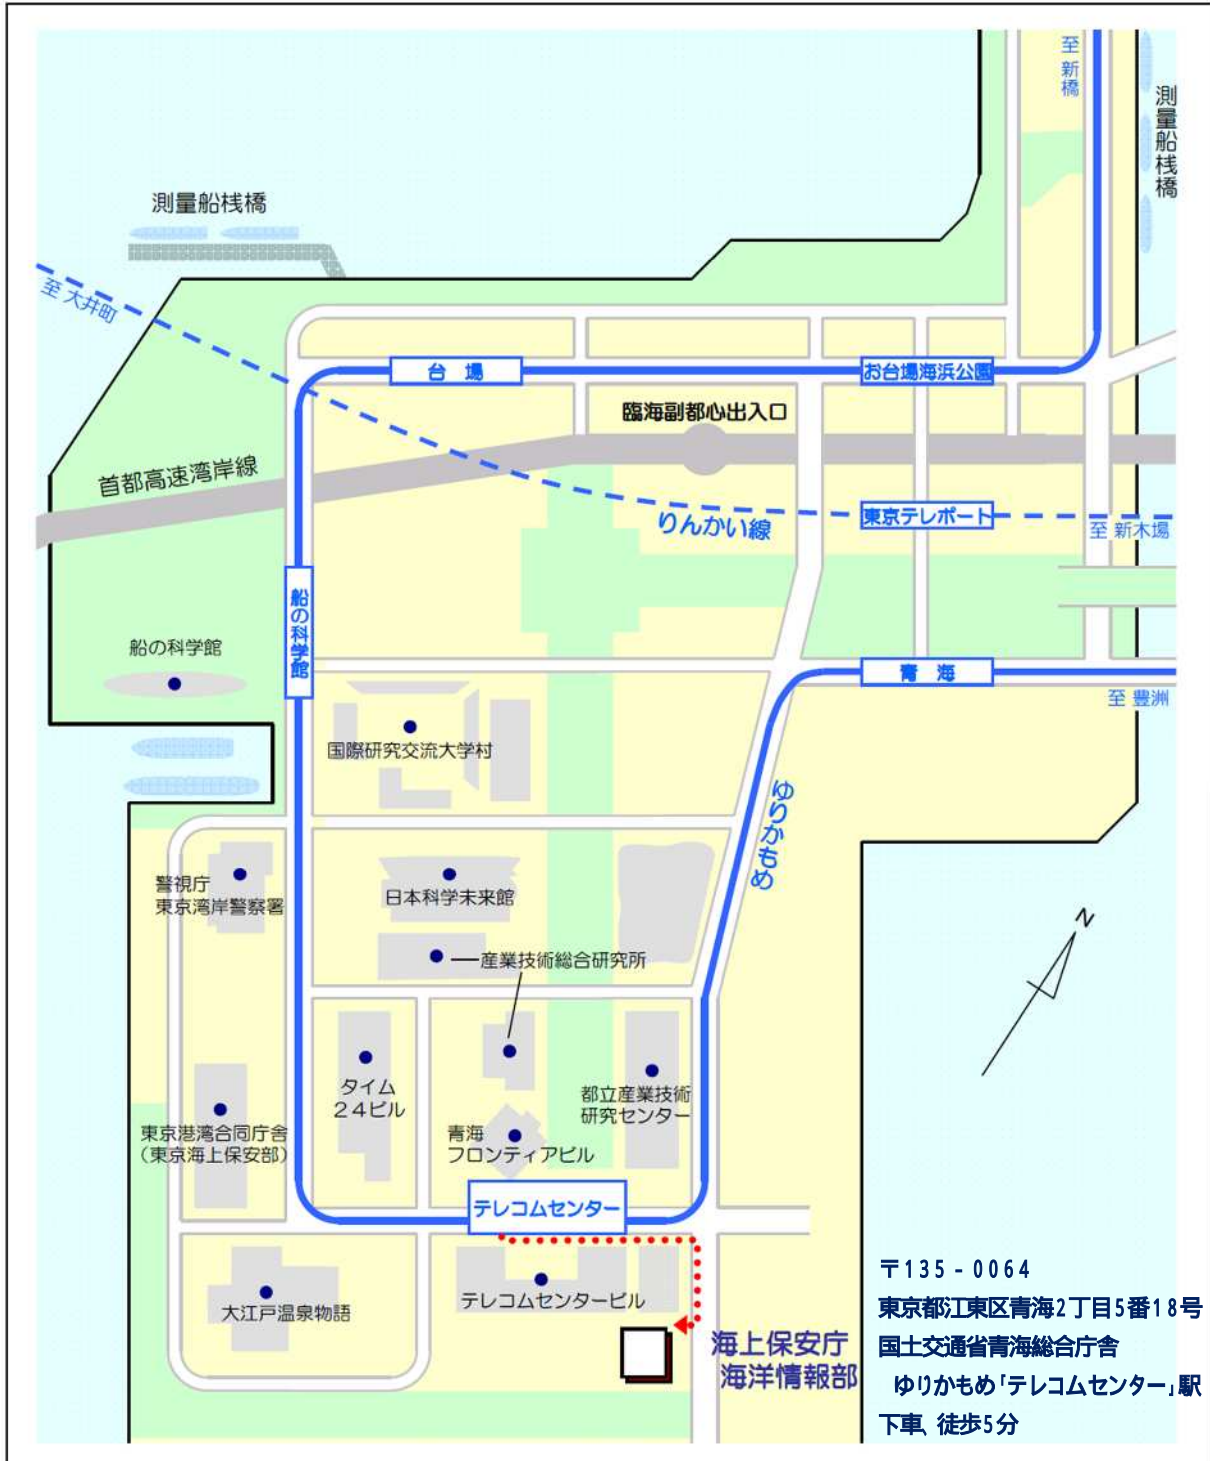 至 新橋
測量船桟橋
測量船桟橋
至 大井町
台 場
お台場海浜公園
臨海副都心出入口
首都高速湾岸線
りんかい線
東京テレポート
至 新木場
船の科学館
船の科学館
青 海
至 豊洲
国際研究交流大学村
ゆりかもめ
警視庁
東京湾岸警察署
日本科学未来館
産業技術総合研究所
N
タイム
24ビル
都立産業技術
研究センター
東京港湾合同庁舎
（東京海上保安部）
青海
フロンティアビル
テレコムセンター
大江戸温泉物語
テレコムセンタービル
海上保安庁
海洋情報部
〒135-0064
東京都江東区青海2丁目5番18号
国土交通省青海総合庁舎
ゆりかもめ「テレコムセンター」駅
下車、徒歩5分